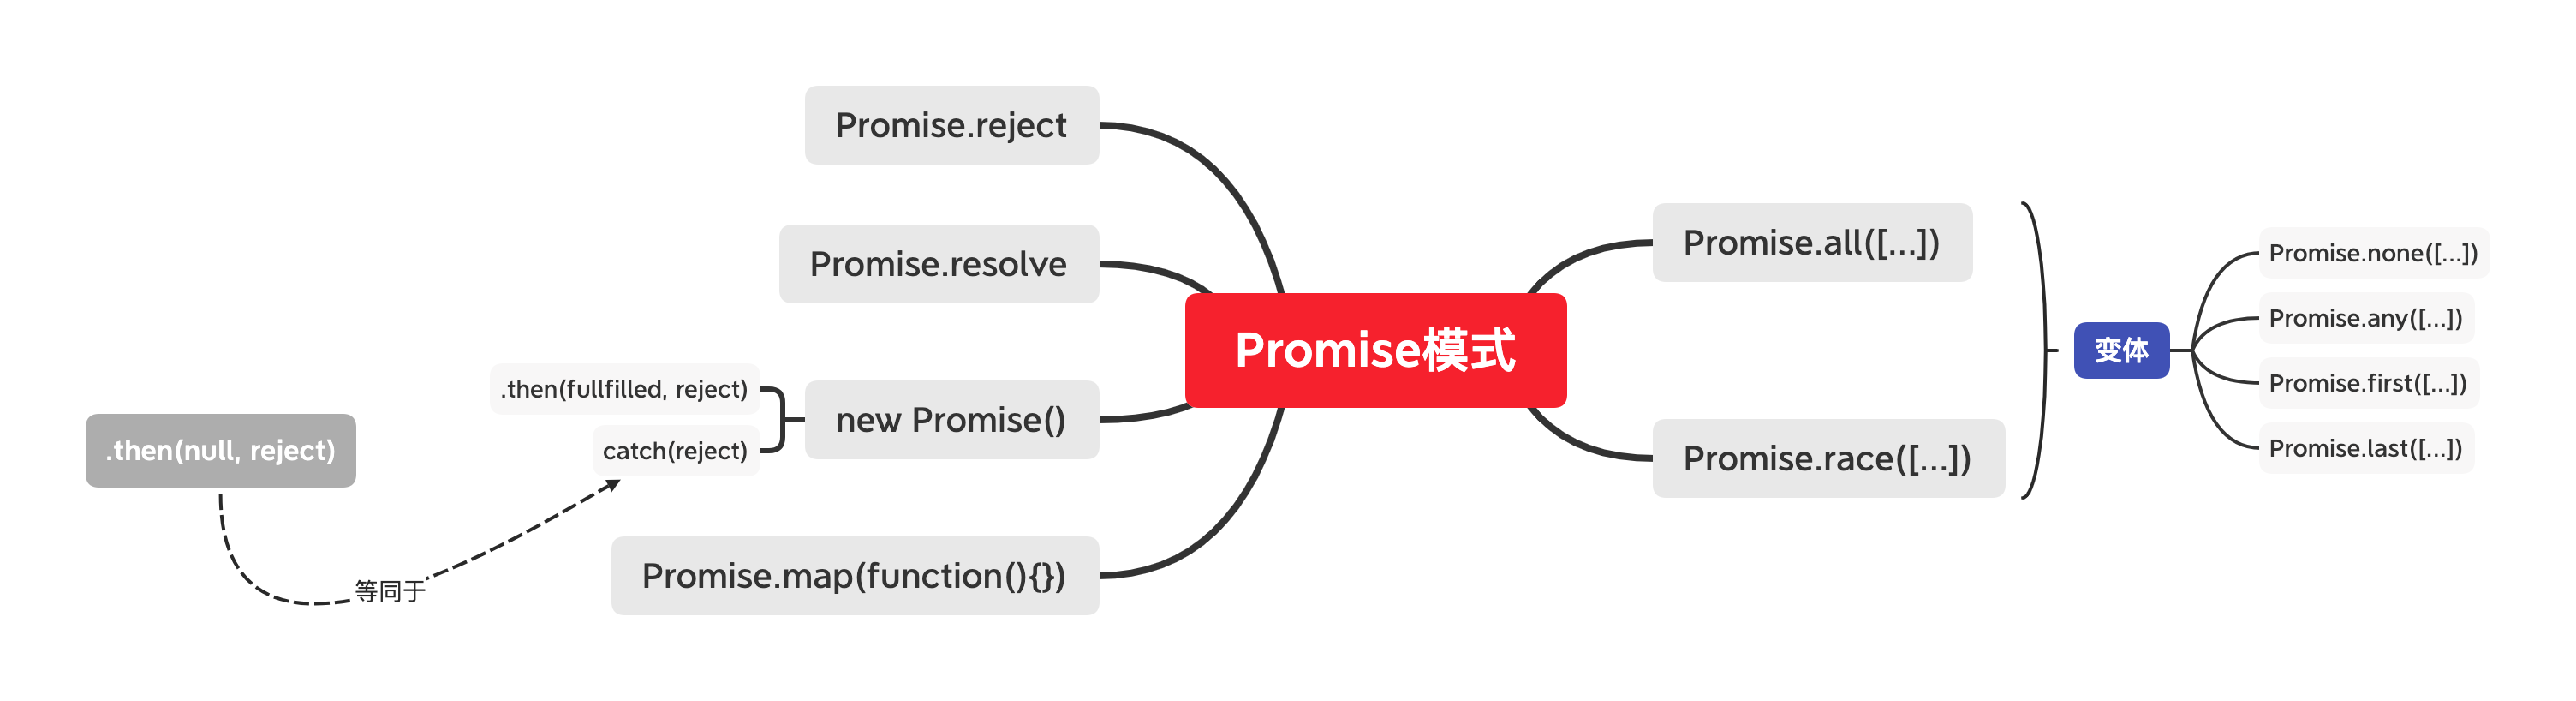 Promise模式
Promise.all([...])
Promise.race([...])
变体
Promise.none([...])
Promise.any([...])
Promise.first([...])
Promise.last([...])
Promise.reject
Promise.resolve
new Promise()
.then(fullfilled, reject)
catch(reject)
.then(null, reject)
等同于
Promise.map(function(){})